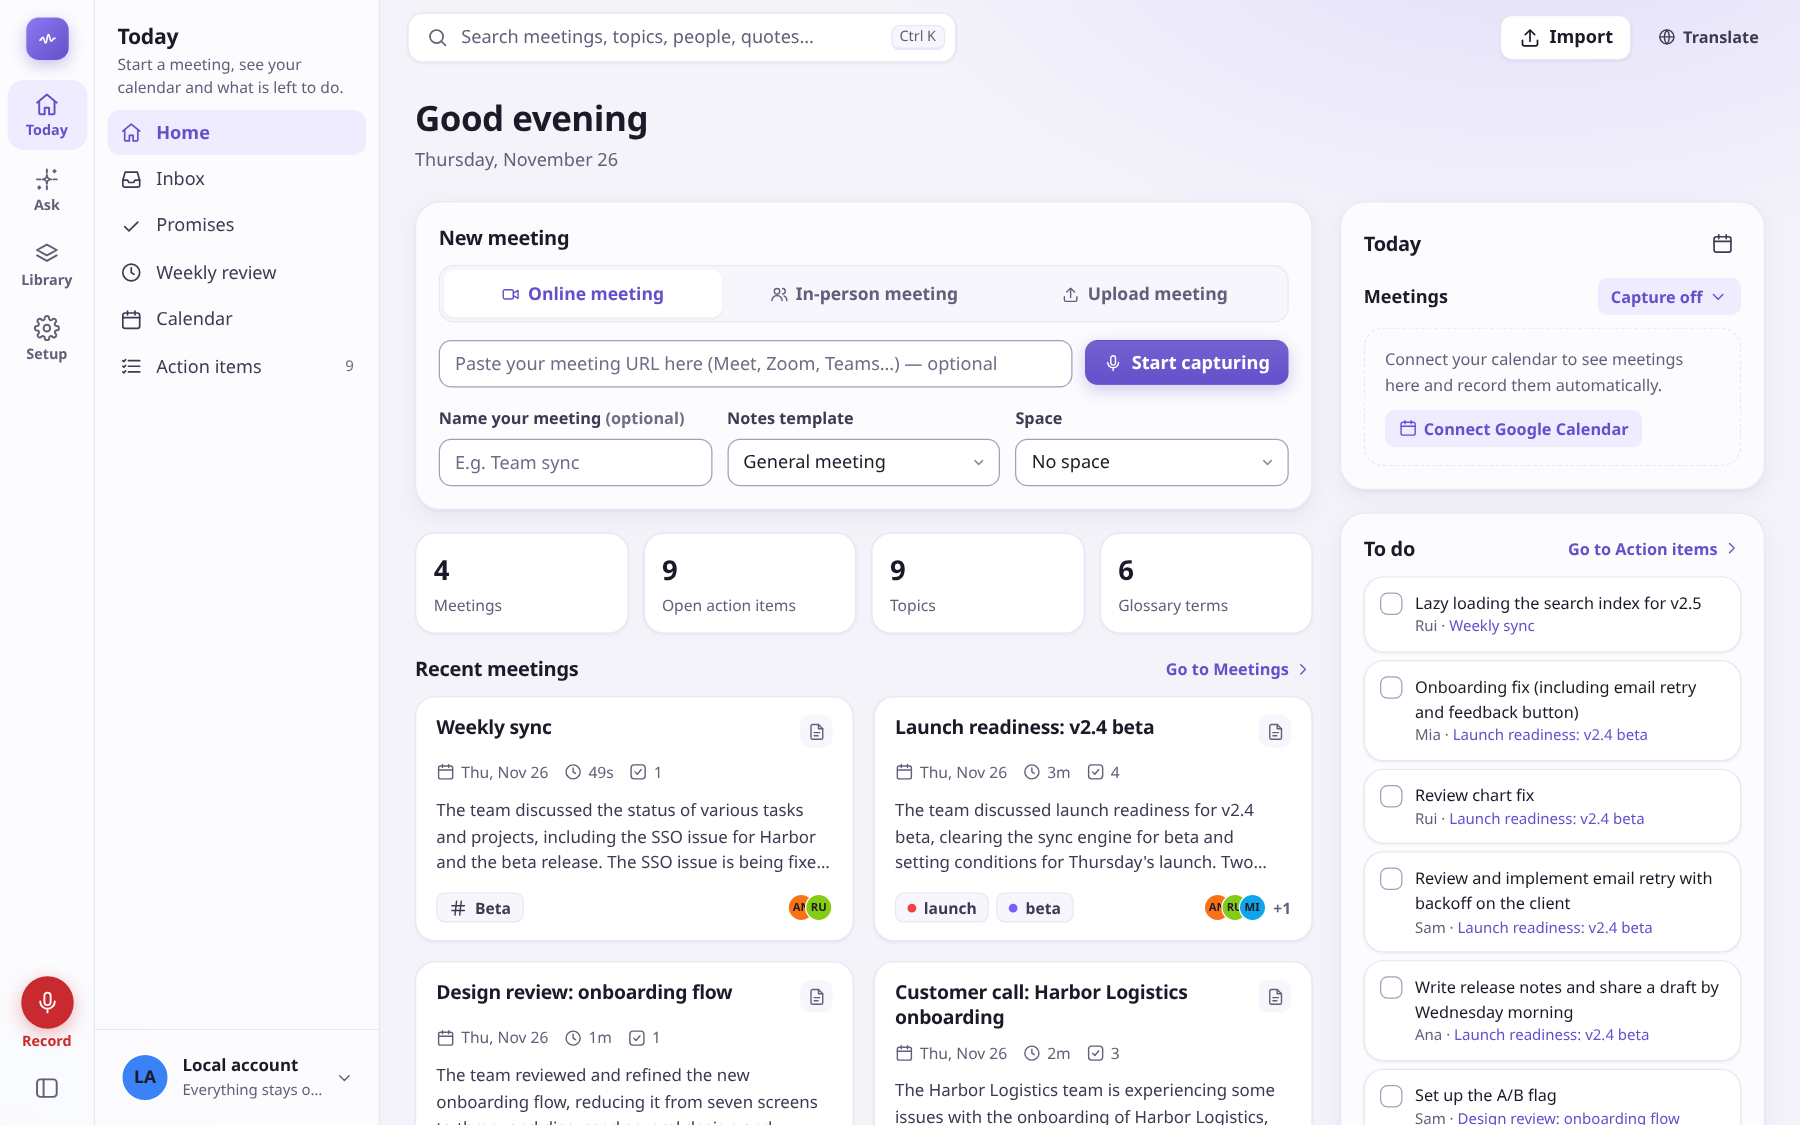 Today
Ask
Library
Setup
Record
Today
Start a meeting, see your
calendar and what is left to do.
Home
Inbox
Promises
Weekly review
Calendar
Action items 9
LA
Local account
Everything stays o...
Search meetings, topics, people, quotes... Ctrl K
Import
Translate
Good evening
Thursday, November 26
New meeting
Online meeting
In-person meeting
Upload meeting
Paste your meeting URL here (Meet, Zoom, Teams...) — optional
Start capturing
Name your meeting (optional)
Notes template
Space
E.g. Team sync
General meeting
No space
4
Meetings
9
Open action items
9
Topics
6
Glossary terms
Recent meetings
Go to Meetings
Weekly sync
Thu, Nov 26 49s 1
The team discussed the status of various tasks
and projects, including the SSO issue for Harbor
and the beta release. The SSO issue is being fixe...
Beta
RU
Launch readiness: v2.4 beta
Thu, Nov 26 3m 4
The team discussed launch readiness for v2.4
beta, clearing the sync engine for beta and
setting conditions for Thursday's launch. Two...
launch
beta
MI +1
Design review: onboarding flow
Thu, Nov 26 1m 1
The team reviewed and refined the new
onboarding flow, reducing it from seven screens
Customer call: Harbor Logistics
onboarding
Thu, Nov 26 2m 3
The Harbor Logistics team is experiencing some
issues with the onboarding of Harbor Logistics,
Today
Meetings
Capture off
Connect your calendar to see meetings
here and record them automatically.
Connect Google Calendar
To do
Go to Action items
Lazy loading the search index for v2.5
Rui · Weekly sync
Onboarding fix (including email retry
and feedback button)
Mia · Launch readiness: v2.4 beta
Review chart fix
Rui · Launch readiness: v2.4 beta
Review and implement email retry with
backoff on the client
Sam · Launch readiness: v2.4 beta
Write release notes and share a draft by
Wednesday morning
Ana · Launch readiness: v2.4 beta
Set up the A/B flag
Sam · Design review: onboarding flow